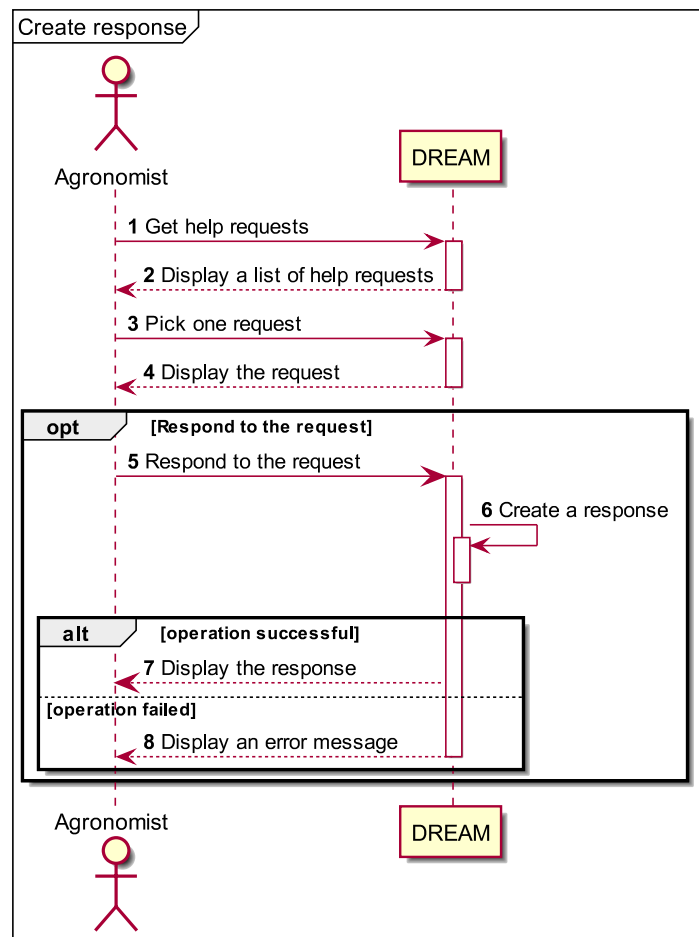 Create response
Agronomist
DREAM
1 Get help requests
2 Display a list of help requests
3 Pick one request
4 Display the request
opt [Respond to the request]
5 Respond to the request
6 Create a response
alt [operation successful]
7 Display the response
[operation failed]
8 Display an error message
Agronomist
DREAM